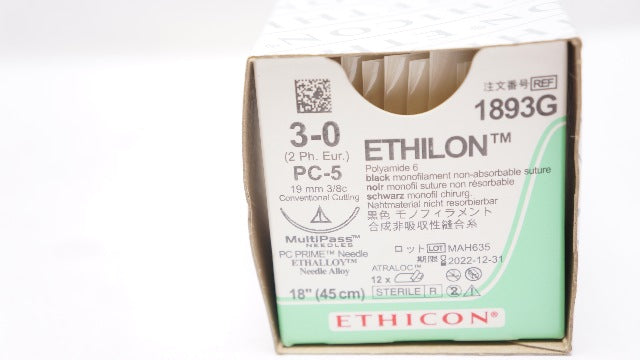 注文番号 REF
1893G
3-0
(2 Ph. Eur.)
PC-5
19 mm 3/8c
Conventional Cutting
MultiPass™
NEEDLES
PC PRIME™ Needle
ETHALLOY™
Needle Alloy
18" (45 cm)
ETHILON™
Polyamide 6
black monofilament non-absorbable suture
noir monofil suture non résorbable
schwarz monofil chirurg.
Nahtmaterial nicht resorbierbar
黒色 モノフィラメント
合成非吸収性縫合糸
ロット LOT MAH635
期限 2022-12-31
ATRALOC™
12 x
STERILE R 2
ETHICON®